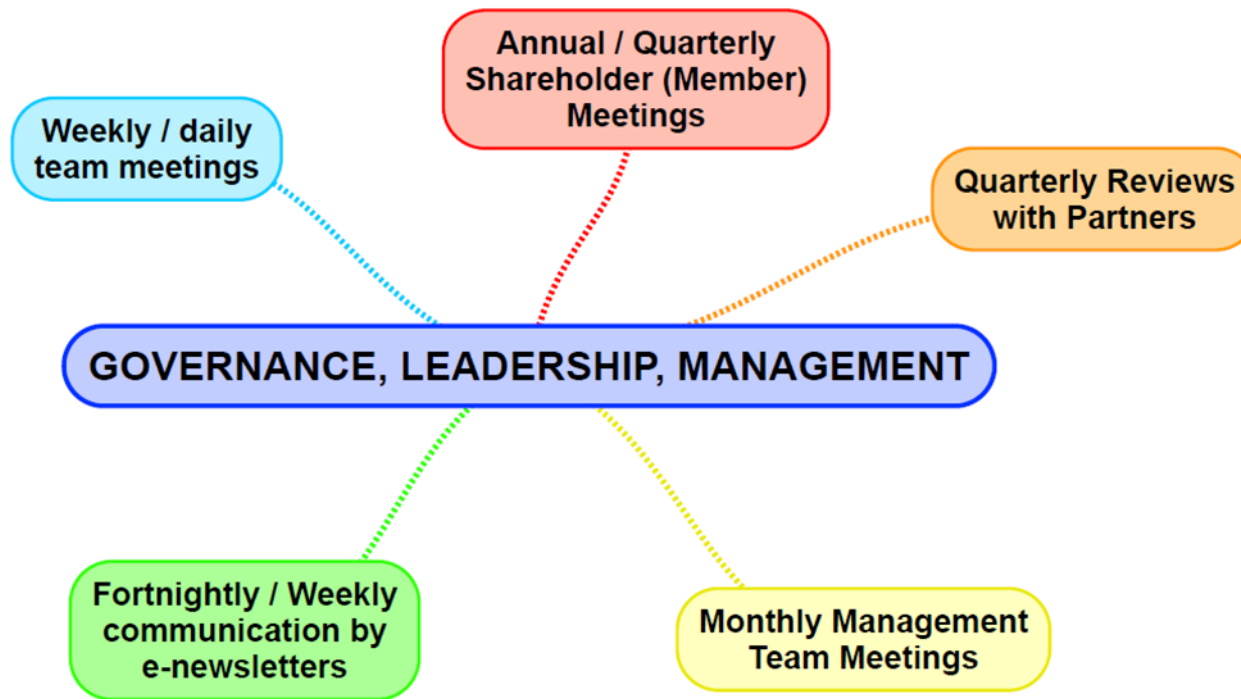 Annual / Quarterly
Shareholder (Member)
Meetings
Weekly / daily
team meetings
Quarterly Reviews
with Partners
GOVERNANCE, LEADERSHIP, MANAGEMENT
Fortnightly / Weekly
communication by
e-newsletters
Monthly Management
Team Meetings